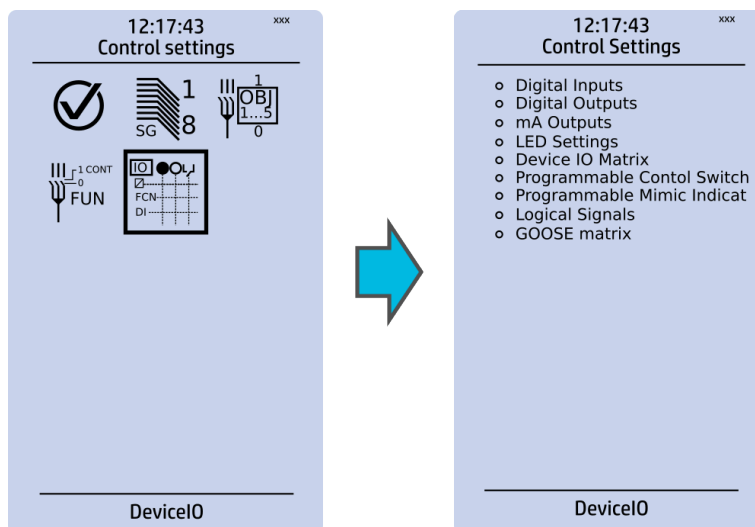 12:17:43 xxx
Control settings
1
SG 8
1
OBJ
1...5
0
1 CONT
0
FUN
IO
FCN
DI
DeviceIO
12:17:43 xxx
Control Settings
Digital Inputs
Digital Outputs
mA Outputs
LED Settings
Device IO Matrix
Programmable Contol Switch
Programmable Mimic Indicat
Logical Signals
GOOSE matrix
DeviceIO